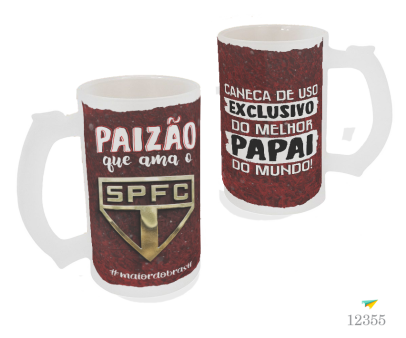 PAIZÃO
que ama o
SPFC
#maiordobrasil
CANECA DE USO
EXCLUSIVO
DO MELHOR
PAPAI
DO MUNDO!
12355